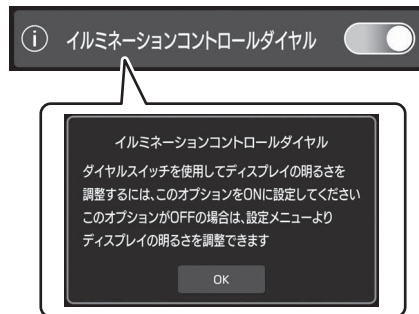 イルミネーションコントロールダイヤル
イルミネーションコントロールダイヤル
ダイヤルスイッチを使用してディスプレイの明るさを
調整するには、このオプションをONに設定してください
このオプションがOFFの場合は、設定メニューより
ディスプレイの明るさを調整できます
OK